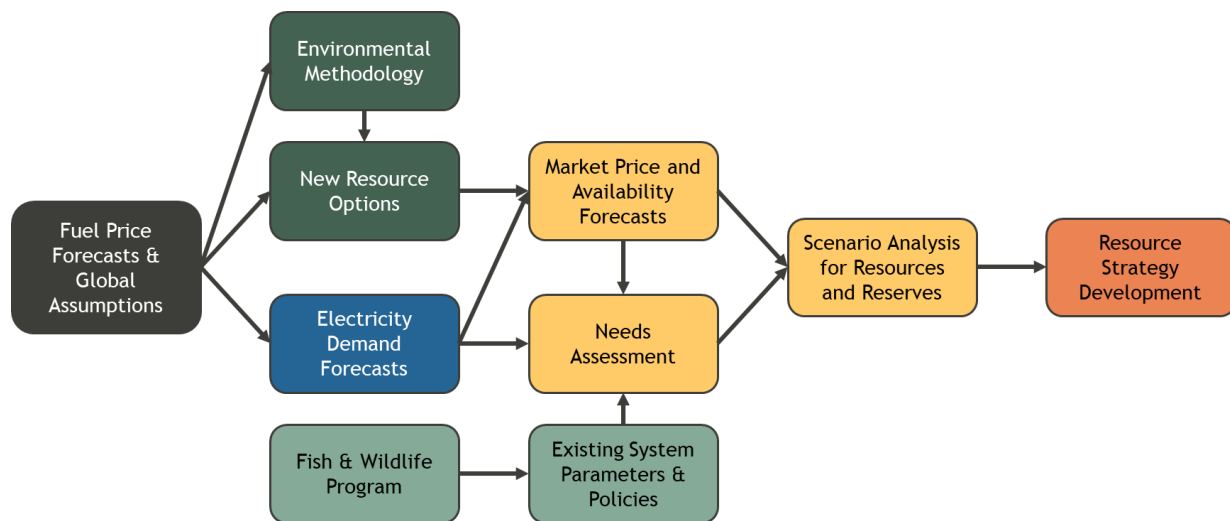 Environmental
Methodology
New Resource
Options
Market Price and
Availability
Forecasts
Fuel Price
Forecasts &
Global
Assumptions
Scenario Analysis
for Resources
and Reserves
Resource
Strategy
Development
Electricity
Demand
Forecasts
Needs
Assessment
Fish & Wildlife
Program
Existing System
Parameters &
Policies